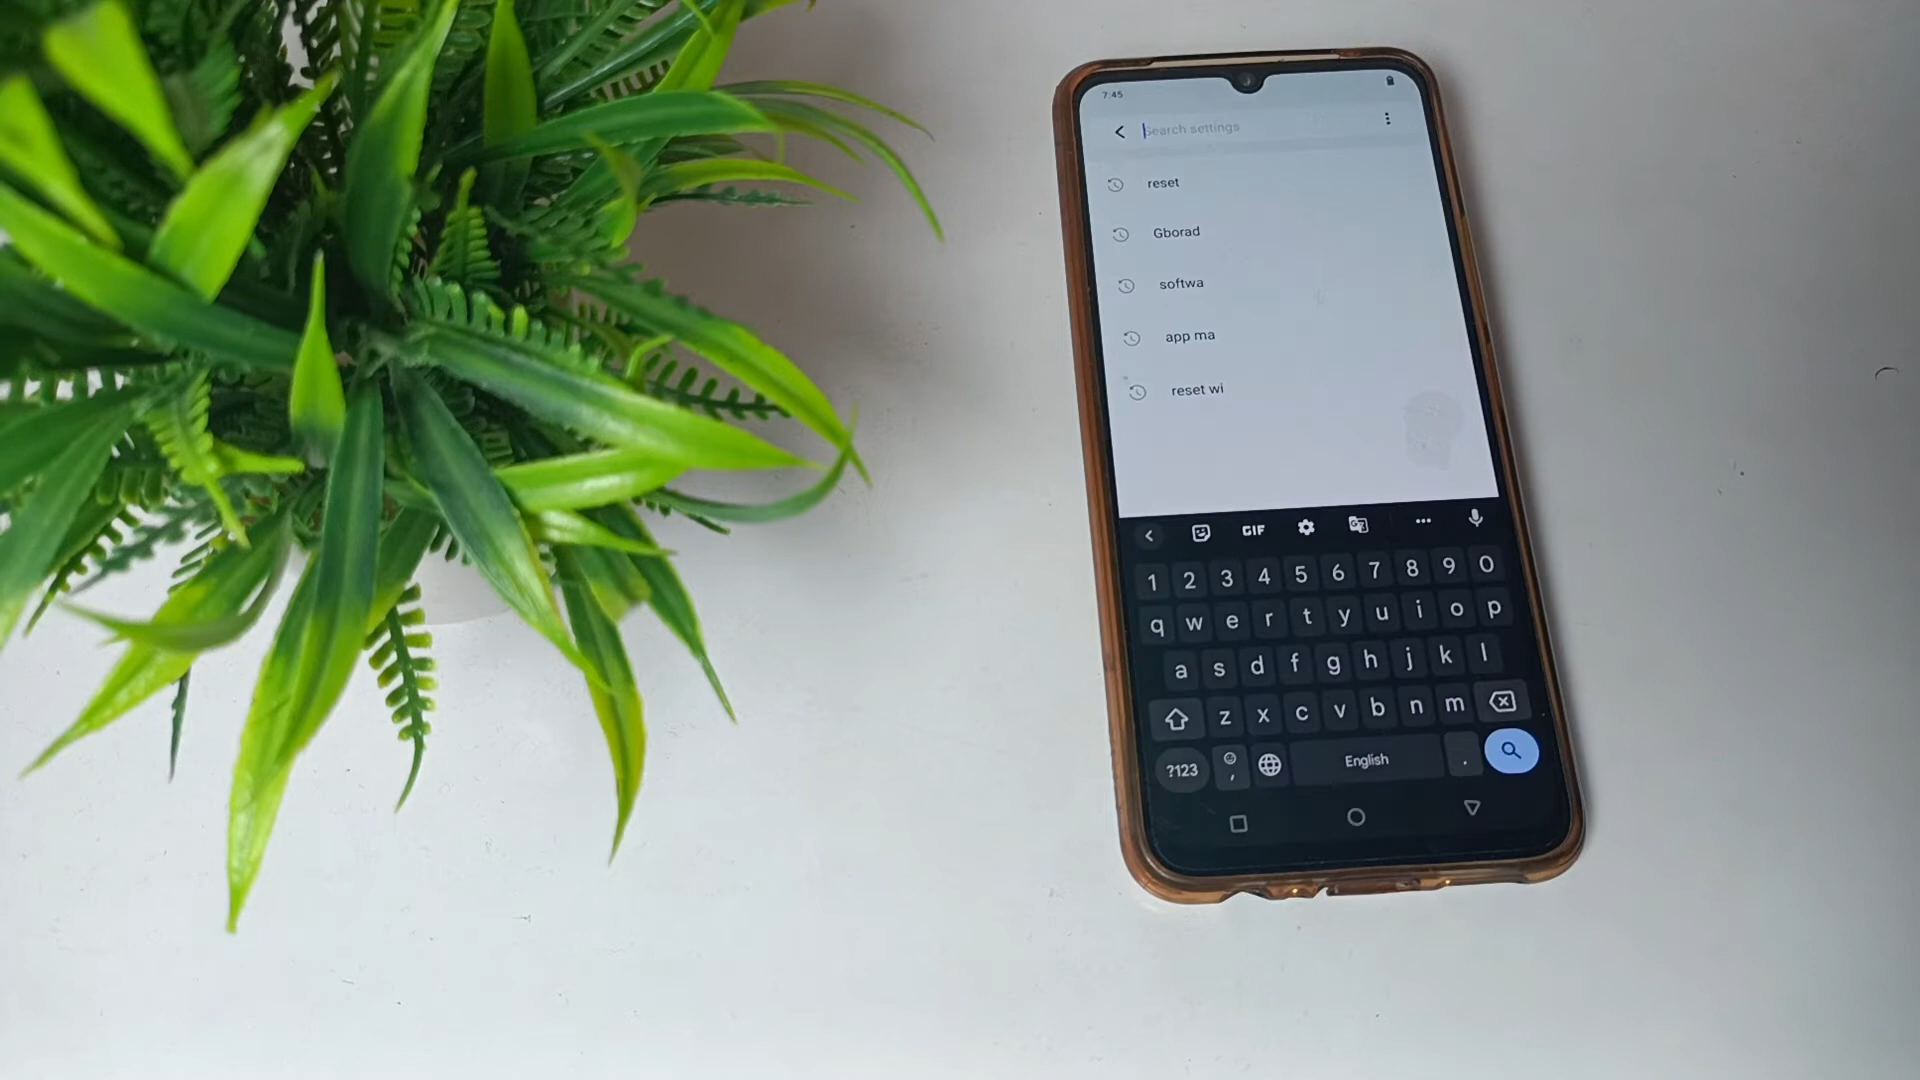 7:45
Search settings
reset
Gborad
softwa
app ma
reset wi
GIF
1 2 3 4 5 6 7 8 9 0
q w e r t y u i o p
a s d f g h j k l
z x c v b n m
?123 , English .